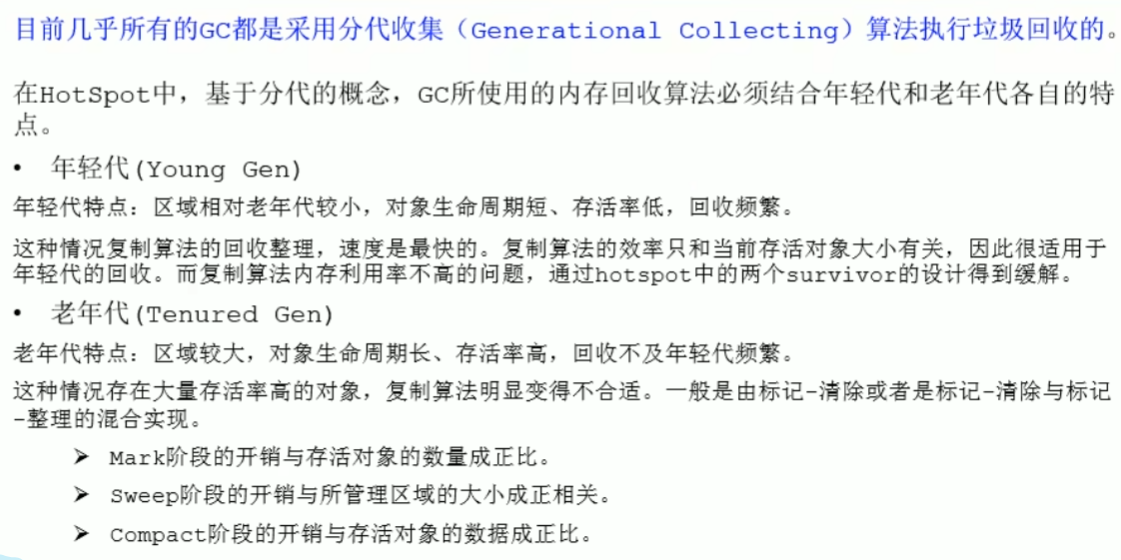 目前几乎所有的GC都是采用分代收集（Generational Collecting）算法执行垃圾回收的。
在HotSpot中，基于分代的概念，GC所使用的内存回收算法必须结合年轻代和老年代各自的特
点。
• 年轻代(Young Gen)
年轻代特点：区域相对老年代较小，对象生命周期短、存活率低，回收频繁。
这种情况复制算法的回收整理，速度是最快的。复制算法的效率只和当前存活对象大小有关，因此很适用于
年轻代的回收。而复制算法内存利用率不高的问题，通过hotspot中的两个survivor的设计得到缓解。
• 老年代(Tenured Gen)
老年代特点：区域较大，对象生命周期长、存活率高，回收不及年轻代频繁。
这种情况存在大量存活率高的对象，复制算法明显变得不合适。一般是由标记-清除或者是标记-清除与标记
-整理的混合实现。
➢ Mark阶段的开销与存活对象的数量成正比。
➢ Sweep阶段的开销与所管理区域的大小成正相关。
➢ Compact阶段的开销与存活对象的数据成正比。